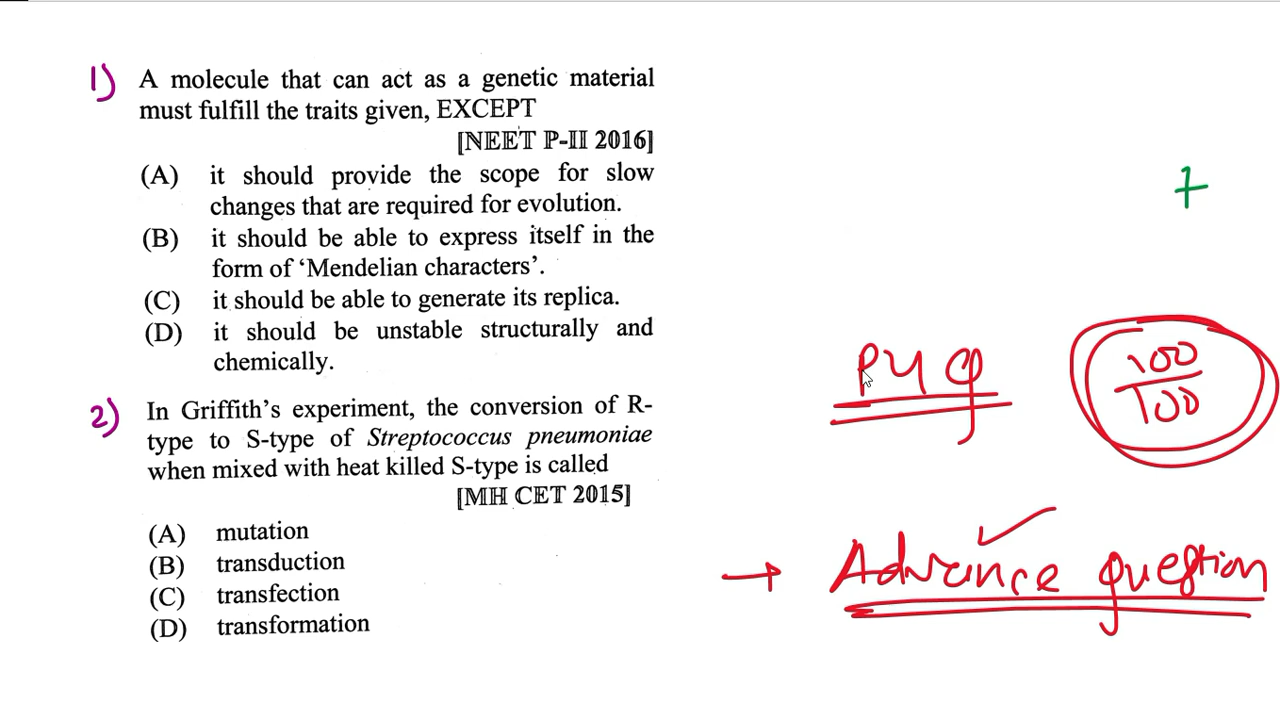 1) A molecule that can act as a genetic material
must fulfill the traits given, EXCEPT
[NEET P-II 2016]
(A) it should provide the scope for slow
changes that are required for evolution.
(B) it should be able to express itself in the
form of ‘Mendelian characters’.
(C) it should be able to generate its replica.
(D) it should be unstable structurally and
chemically.
2) In Griffith’s experiment, the conversion of R-
type to S-type of Streptococcus pneumoniae
when mixed with heat killed S-type is called
[MH CET 2015]
(A) mutation
(B) transduction
(C) transfection
(D) transformation
+
PYQ
100
100
→ Advance question